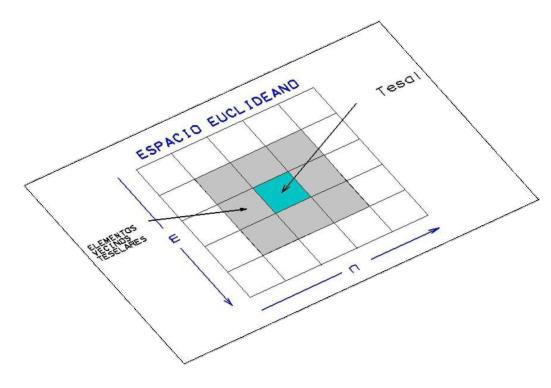 ESPACIO EUCLIDEANO
Tesal
ELEMENTOS
VECINOS
TESELARES
m
n